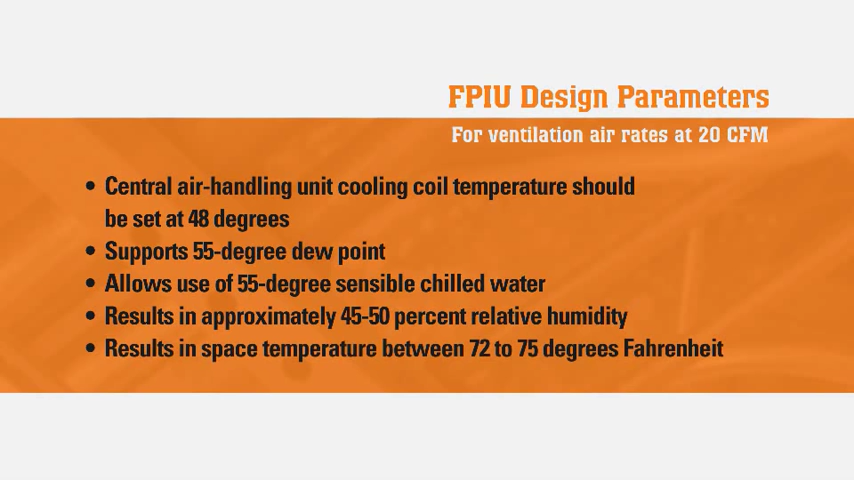 FPIU Design Parameters
For ventilation air rates at 20 CFM
• Central air-handling unit cooling coil temperature should
be set at 48 degrees
• Supports 55-degree dew point
• Allows use of 55-degree sensible chilled water
• Results in approximately 45-50 percent relative humidity
• Results in space temperature between 72 to 75 degrees Fahrenheit